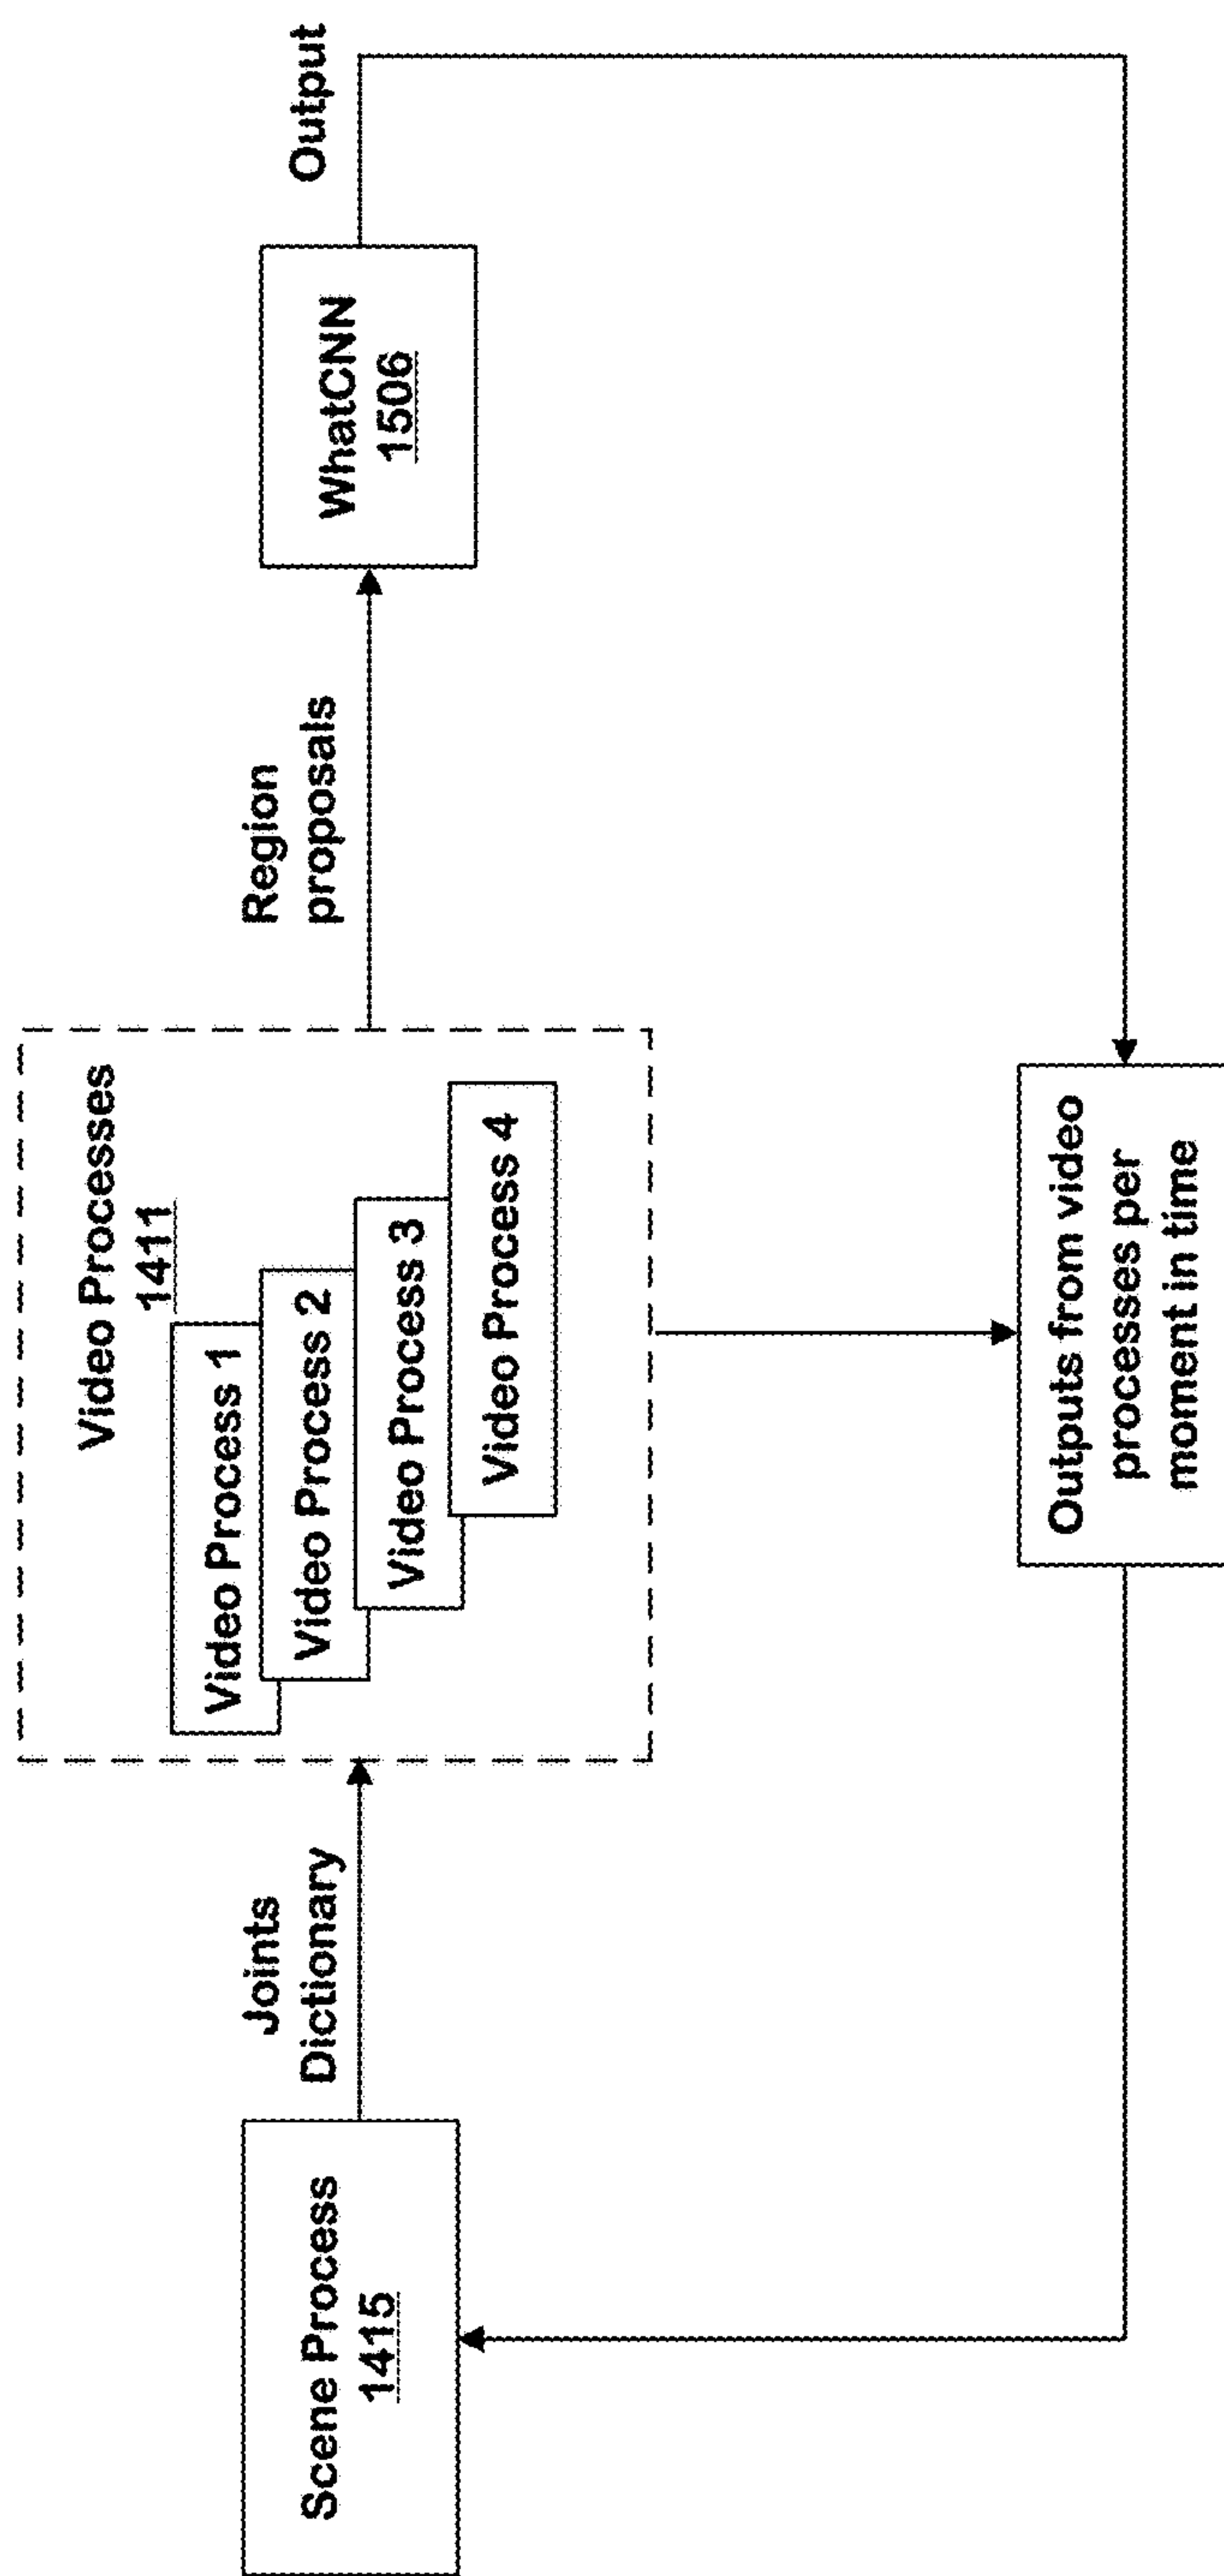 Scene Process
1415
Joints
Dictionary
Video Processes
1411
Video Process 1
Video Process 2
Video Process 3
Video Process 4
Region
proposals
WhatCNN
1506
Output
Outputs from video
processes per
moment in time